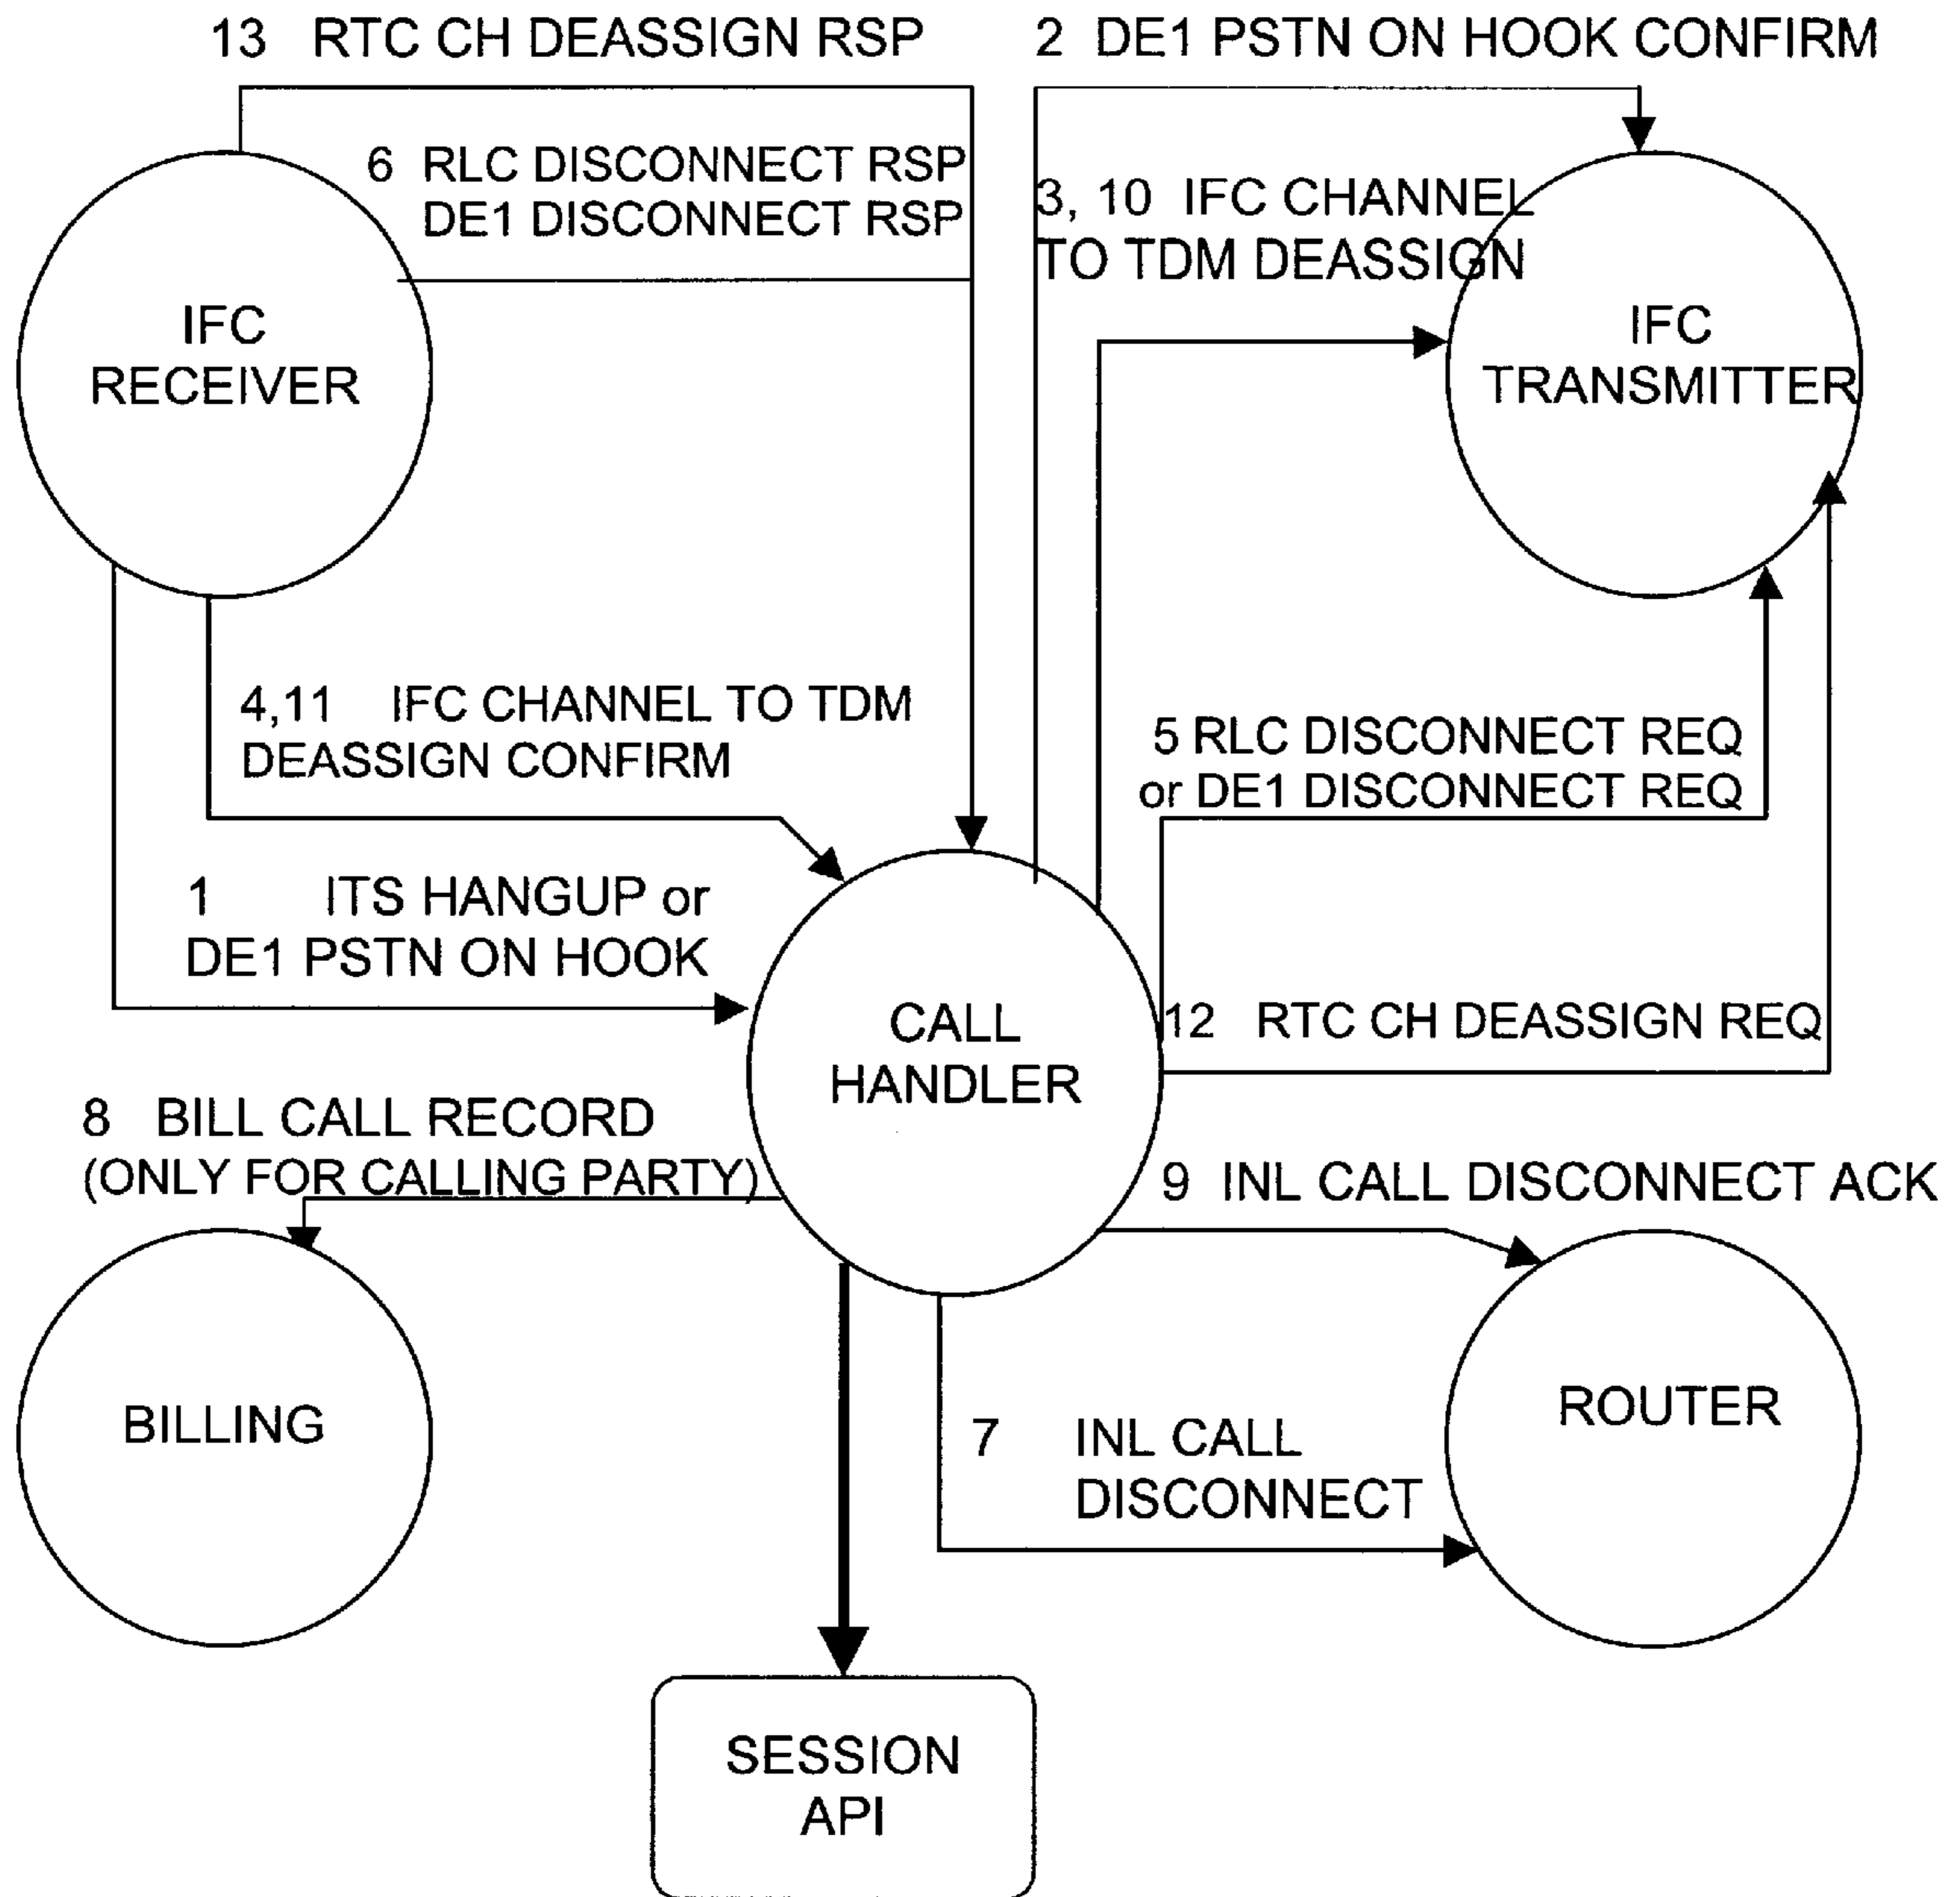 13 RTC CH DEASSIGN RSP
2 DE1 PSTN ON HOOK CONFIRM
6 RLC DISCONNECT RSP
DE1 DISCONNECT RSP
3, 10 IFC CHANNEL
TO TDM DEASSIGN
IFC
RECEIVER
IFC
TRANSMITTER
4,11 IFC CHANNEL TO TDM
DEASSIGN CONFIRM
5 RLC DISCONNECT REQ
or DE1 DISCONNECT REQ
1 ITS HANGUP or
DE1 PSTN ON HOOK
CALL
HANDLER
12 RTC CH DEASSIGN REQ
8 BILL CALL RECORD
(ONLY FOR CALLING PARTY)
9 INL CALL DISCONNECT ACK
BILLING
ROUTER
7 INL CALL
DISCONNECT
SESSION
API